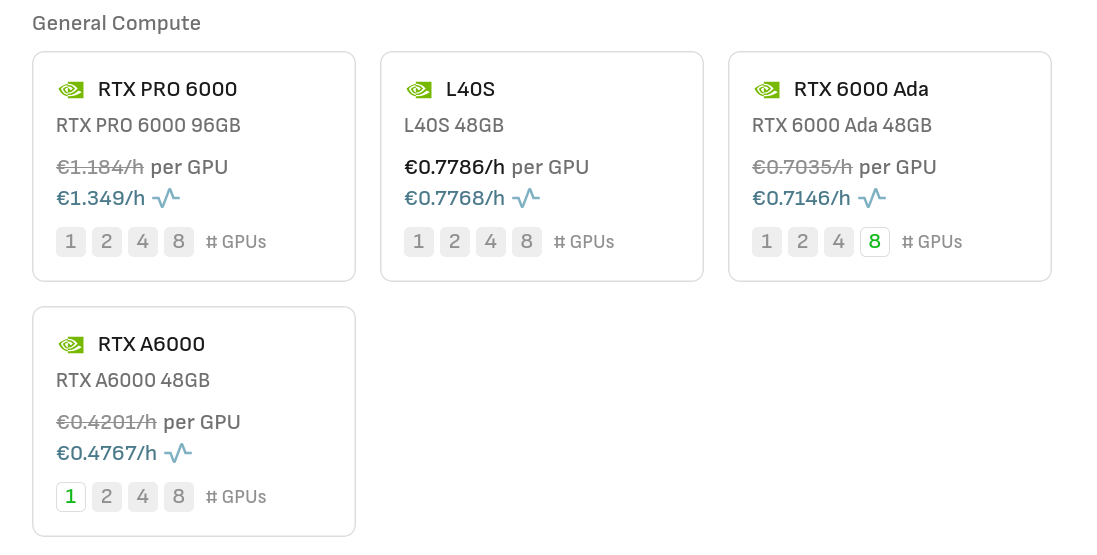 General Compute
RTX PRO 6000
RTX PRO 6000 96GB
€1.184/h per GPU
€1.349/h
1 2 4 8 # GPUs
L40S
L40S 48GB
€0.7786/h per GPU
€0.7768/h
1 2 4 8 # GPUs
RTX 6000 Ada
RTX 6000 Ada 48GB
€0.7035/h per GPU
€0.7146/h
1 2 4 8 # GPUs
RTX A6000
RTX A6000 48GB
€0.4201/h per GPU
€0.4767/h
1 2 4 8 # GPUs